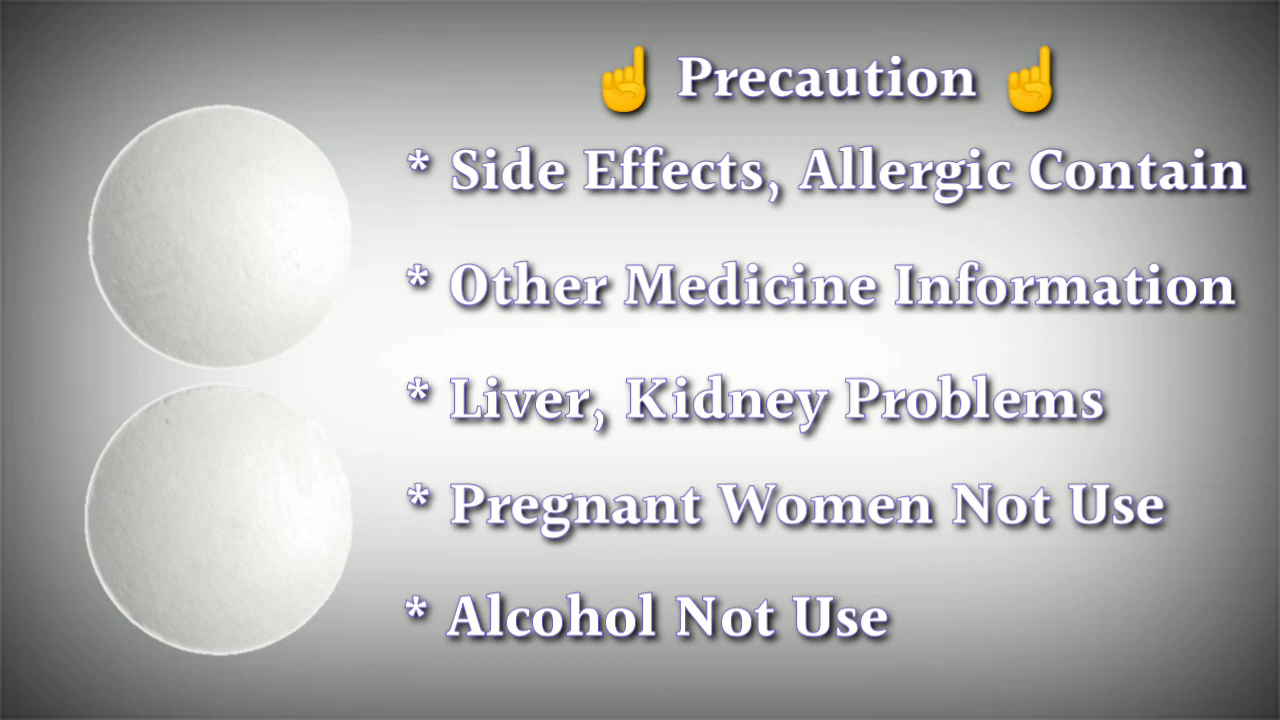 ☝ Precaution ☝
* Side Effects, Allergic Contain
* Other Medicine Information
* Liver, Kidney Problems
* Pregnant Women Not Use
* Alcohol Not Use